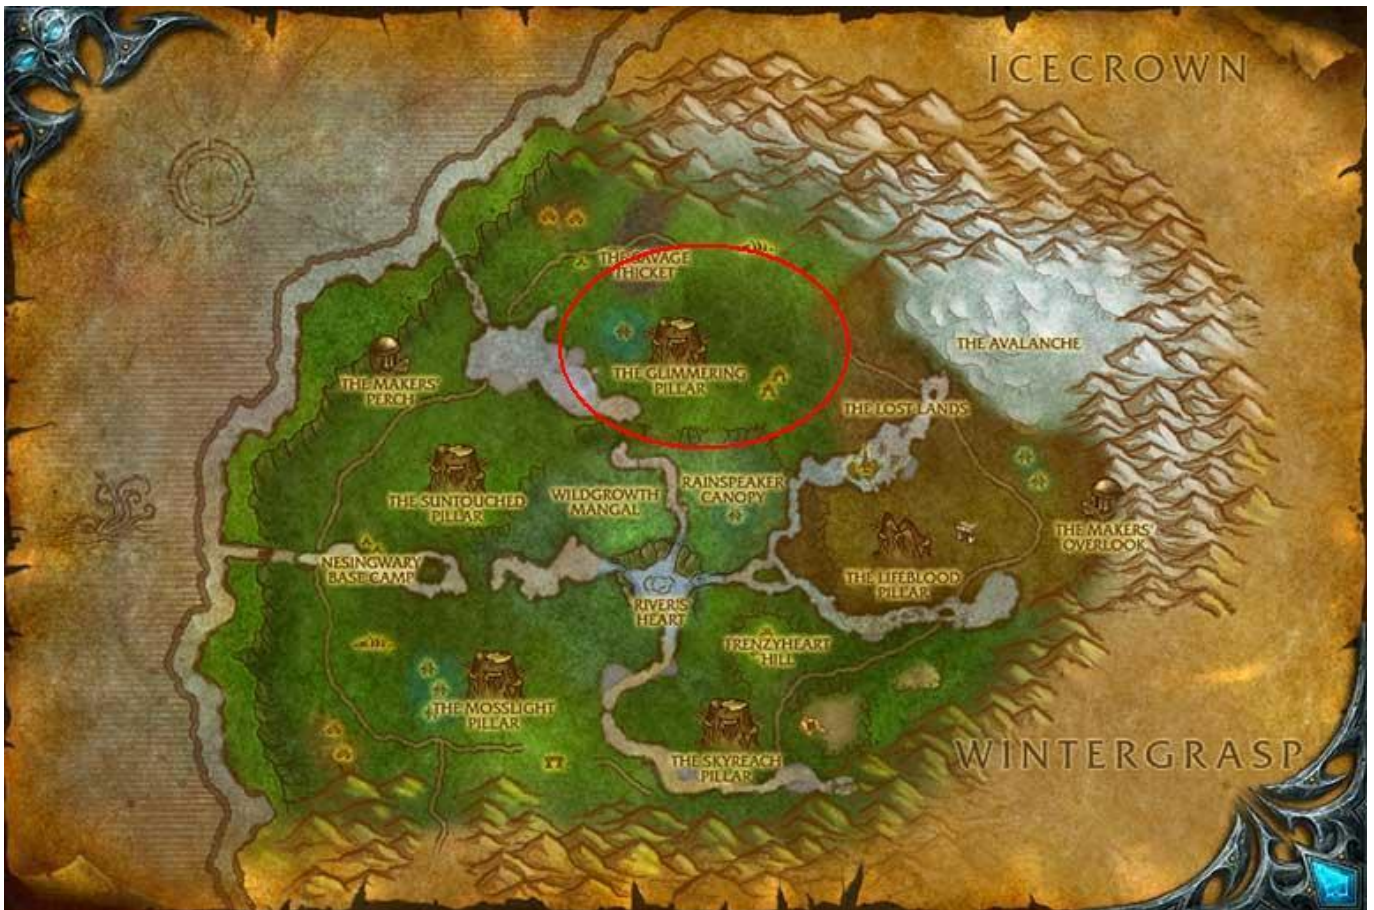 ICECROWN
THE SAVAGE
THICKET
THE AVALANCHE
THE GLIMMERING
PILLAR
THE MAKERS'
PERCH
THE LOST LANDS
THE SUNTOUCHED
PILLAR
WILDGROWTH
MANGAL
RAINSPEAKER
CANOPY
THE MAKERS'
OVERLOOK
NESINGWARY
BASE CAMP
THE LIFEBLOOD
PILLAR
RIVER'S
HEART
FRENZYHEART
HILL
THE MOSSLIGHT
PILLAR
THE SKYREACH
PILLAR
WINTERGRASP